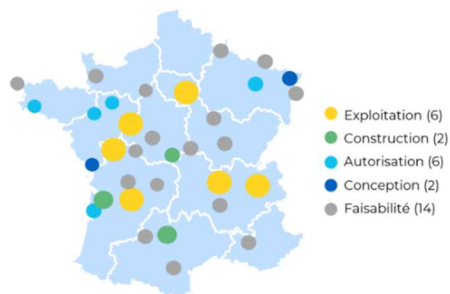 Exploitation (6)
Construction (2)
Autorisation (6)
Conception (2)
Faisabilité (14)